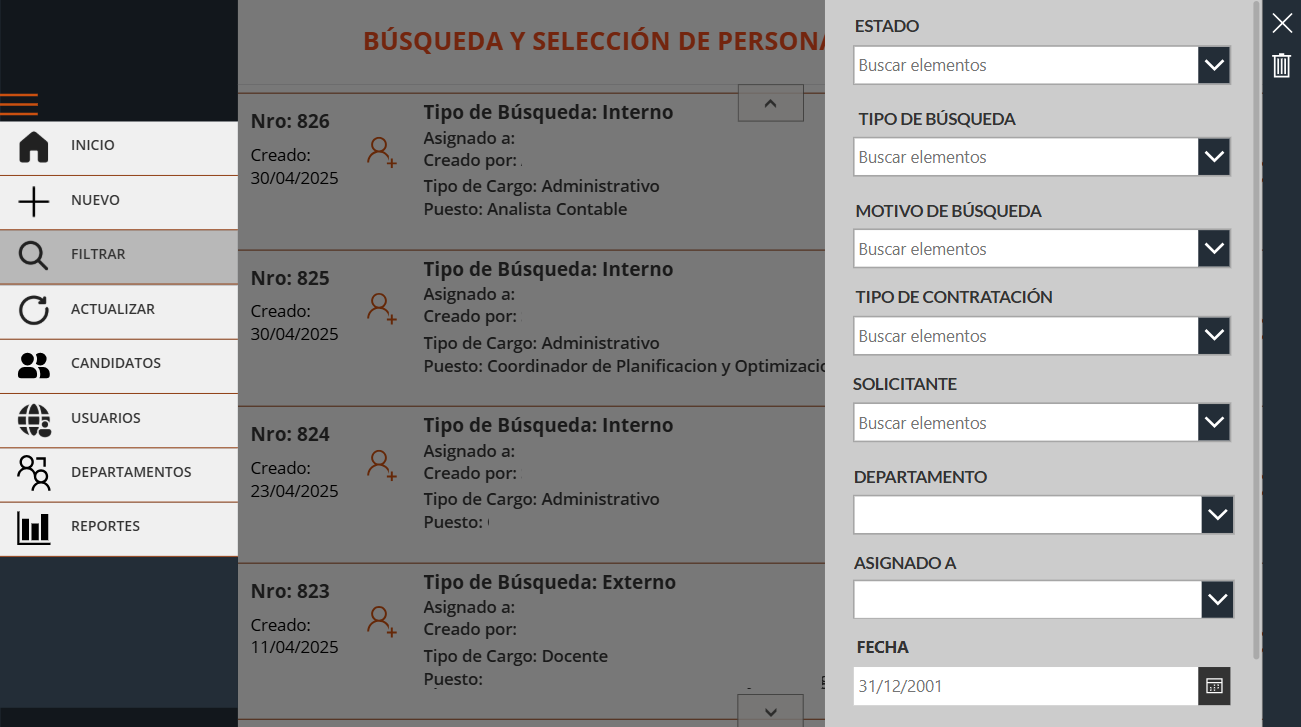 BÚSQUEDA Y SELECCIÓN DE PERSONA
INICIO
NUEVO
FILTRAR
ACTUALIZAR
CANDIDATOS
USUARIOS
DEPARTAMENTOS
REPORTES
Nro: 826
Creado:
30/04/2025
Tipo de Búsqueda: Interno
Asignado a:
Creado por:
Tipo de Cargo: Administrativo
Puesto: Analista Contable
Nro: 825
Creado:
30/04/2025
Tipo de Búsqueda: Interno
Asignado a:
Creado por:
Tipo de Cargo: Administrativo
Puesto: Coordinador de Planificacion y Optimizacio
Nro: 824
Creado:
23/04/2025
Tipo de Búsqueda: Interno
Asignado a:
Creado por:
Tipo de Cargo: Administrativo
Puesto:
Nro: 823
Creado:
11/04/2025
Tipo de Búsqueda: Externo
Asignado a:
Creado por:
Tipo de Cargo: Docente
Puesto:
ESTADO
Buscar elementos
TIPO DE BÚSQUEDA
Buscar elementos
MOTIVO DE BÚSQUEDA
Buscar elementos
TIPO DE CONTRATACIÓN
Buscar elementos
SOLICITANTE
Buscar elementos
DEPARTAMENTO
ASIGNADO A
FECHA
31/12/2001